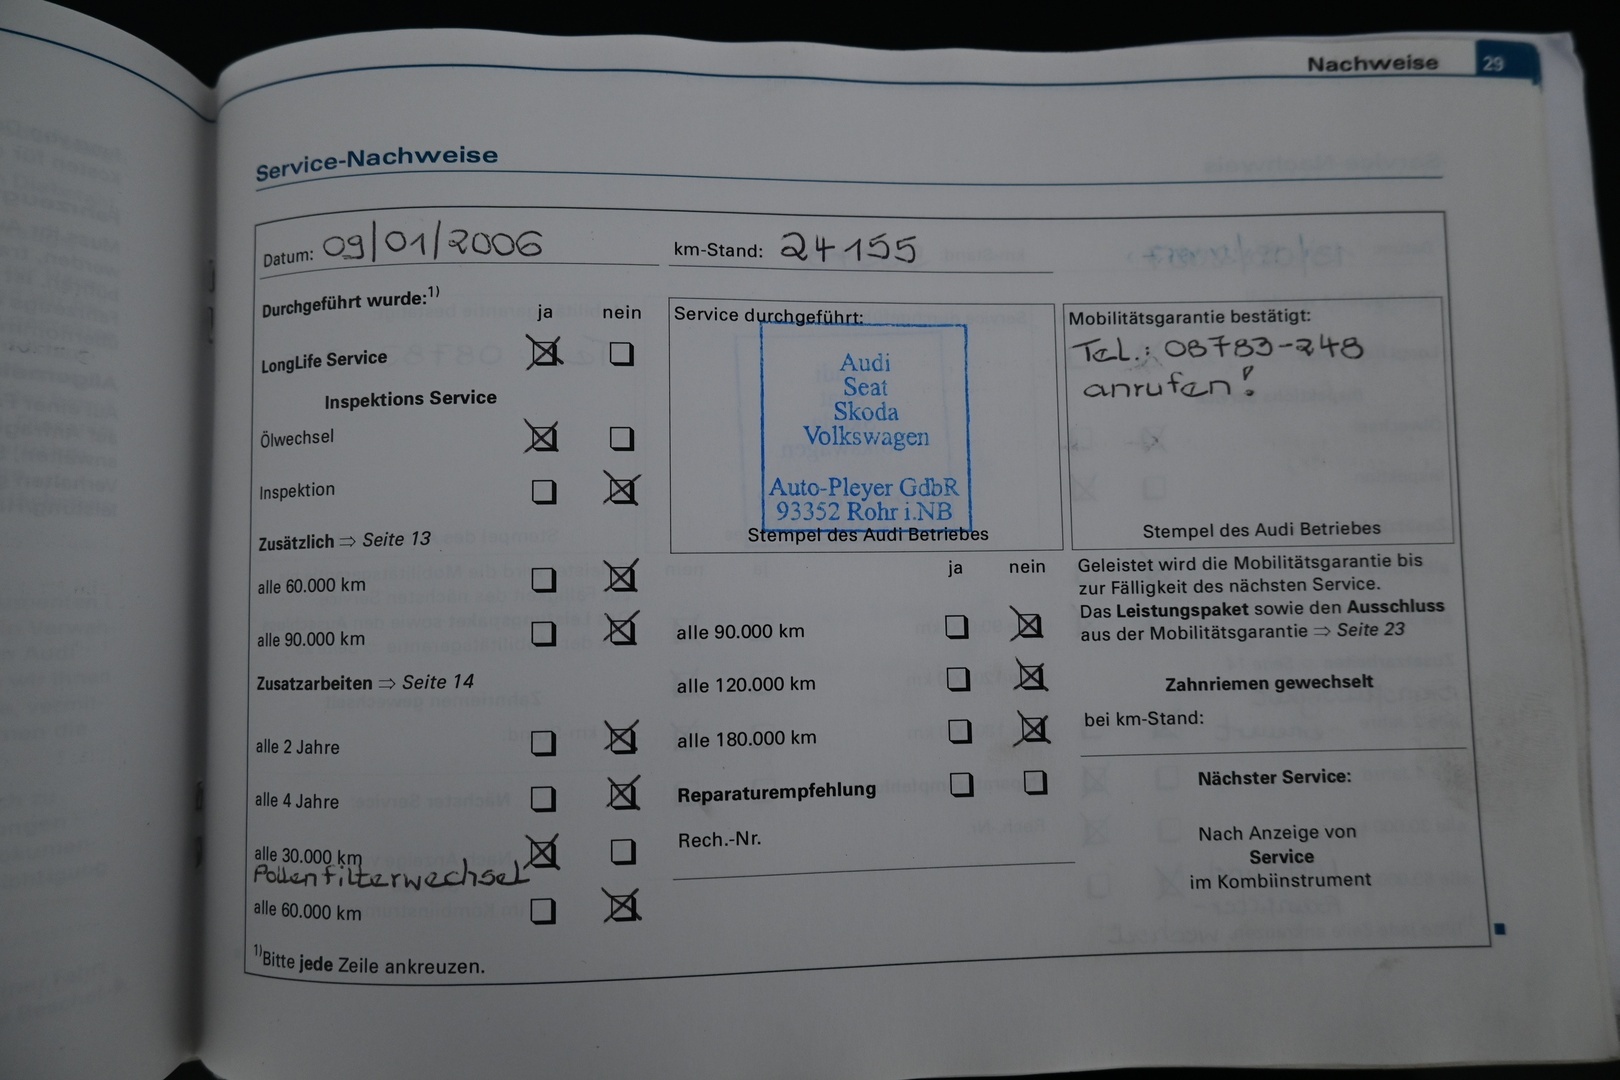 Nachweise 29
Service-Nachweise
Datum: 09/01/2006 km-Stand: 24155
Durchgeführt wurde:1)
ja nein
LongLife Service
Inspektions Service
Ölwechsel
Inspektion
Zusätzlich ⇒ Seite 13
alle 60.000 km
alle 90.000 km
Zusatzarbeiten ⇒ Seite 14
alle 2 Jahre
alle 4 Jahre
alle 30.000 km
Pollenfilterwechsel
alle 60.000 km
1)Bitte jede Zeile ankreuzen.
Service durchgeführt:
Audi
Seat
Skoda
Volkswagen
Auto-Pleyer GdbR
93352 Rohr i.NB
Stempel des Audi Betriebes
ja nein
alle 90.000 km
alle 120.000 km
alle 180.000 km
Reparaturempfehlung
Rech.-Nr.
Mobilitätsgarantie bestätigt:
Tel.: 08783-248
anrufen!
Stempel des Audi Betriebes
Geleistet wird die Mobilitätsgarantie bis
zur Fälligkeit des nächsten Service.
Das Leistungspaket sowie den Ausschluss
aus der Mobilitätsgarantie ⇒ Seite 23
Zahnriemen gewechselt
bei km-Stand:
Nächster Service:
Nach Anzeige von
Service
im Kombiinstrument